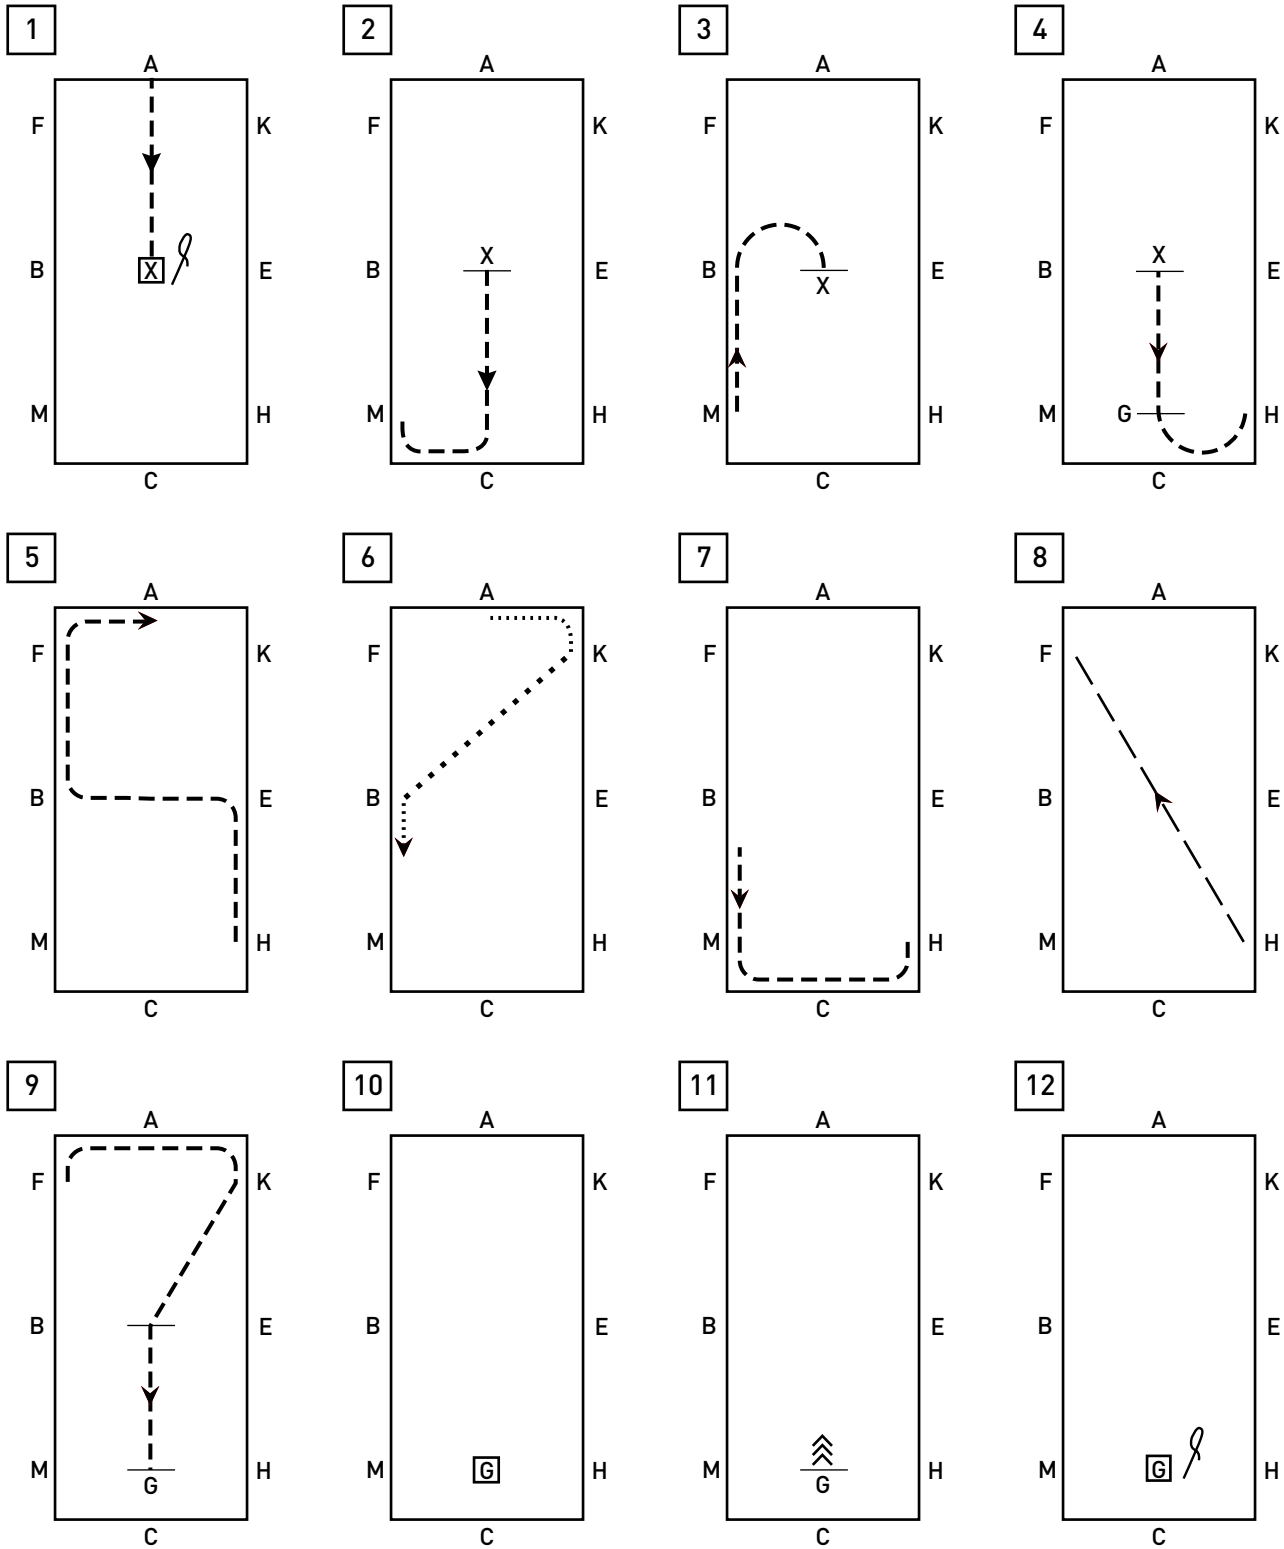 1 2 3 4
A A A A
F K F K F K F K
X
B X E B E B E B E
X
M H M H M H M G H
C C C C
5 6 7 8
A A A A
F K F K F K F K
B E B E B E B E
M H M H M H M H
C C C C
9 10 11 12
A A A A
F K F K F K F K
B E B E B E B E
M H M G H M H M G H
G G
C C C C